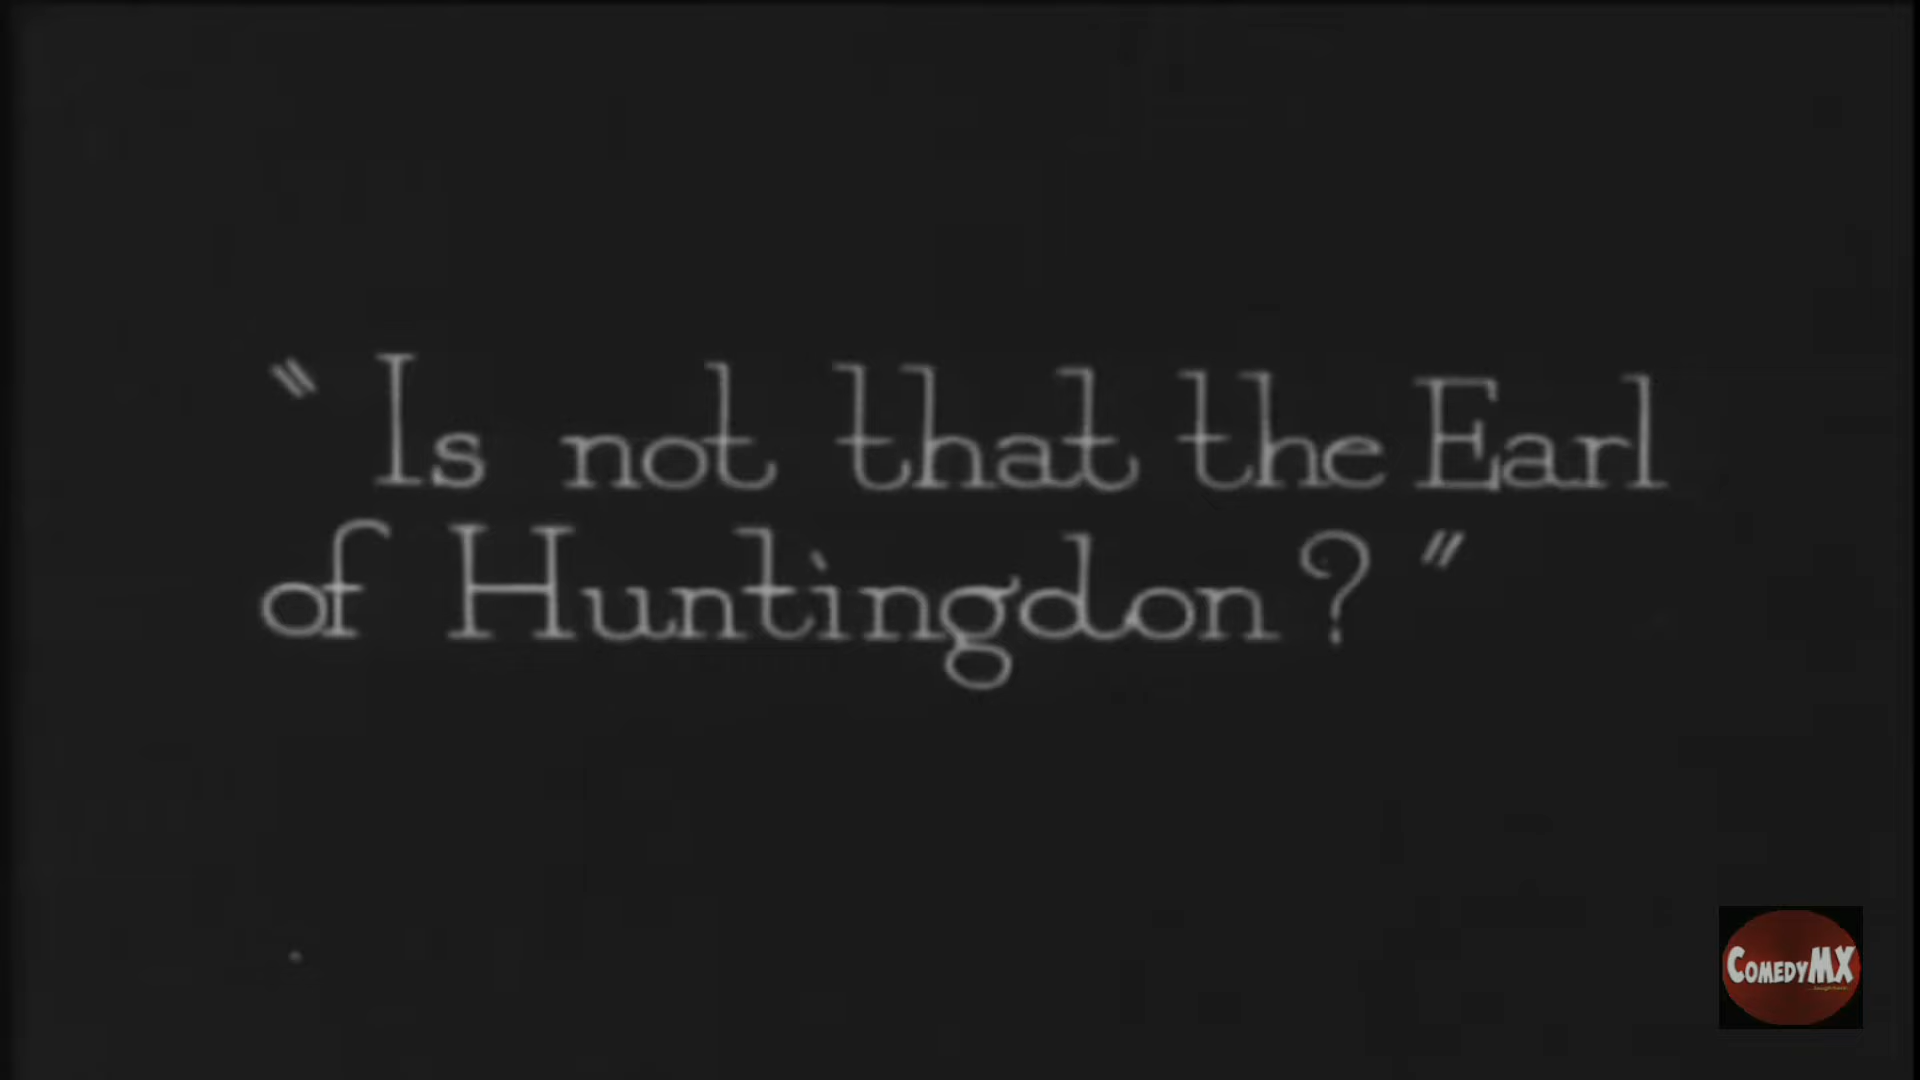 "Is not that the Earl
of Huntingdon?"
COMEDYMX